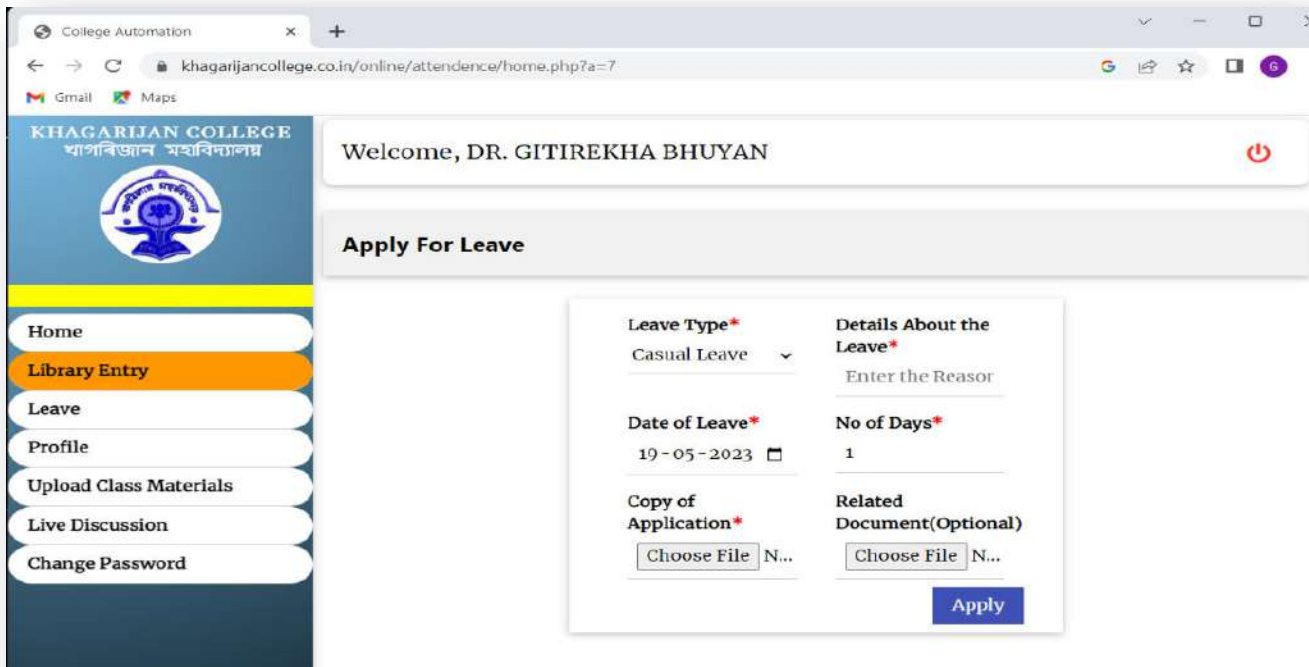 College Automation
khagarijancollege.co.in/online/attendence/home.php?a=7
G
Gmail Maps
KHAGARIJAN COLLEGE
খাগৰিজান মহাবিদ্যালয়
Welcome, DR. GITIREKHA BHUYAN
Apply For Leave
Home
Library Entry
Leave
Profile
Upload Class Materials
Live Discussion
Change Password
Leave Type*
Casual Leave
Details About the
Leave*
Enter the Reasor
Date of Leave*
19-05-2023
No of Days*
1
Copy of
Application*
Choose File N...
Related
Document(Optional)
Choose File N...
Apply